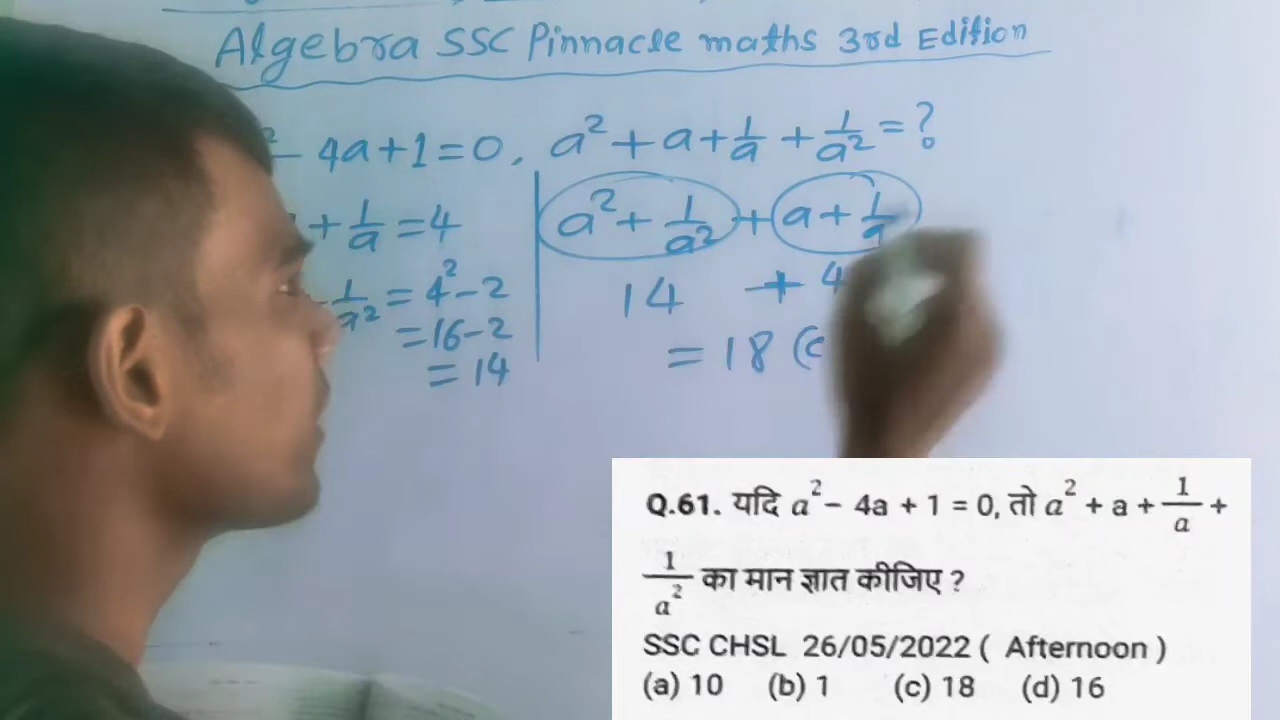 Algebra SSC Pinnacle maths 3rd Edition
² - 4a + 1 = 0, a² + a + 1/a + 1/a² = ?
+ 1/a = 4
a² + 1/a² + a + 1/a
1/a² = 4² - 2
14 + 4
= 16 - 2
= 18 (c
= 14
Q.61. यदि a² - 4a + 1 = 0, तो a² + a + 1/a +
1/a² का मान ज्ञात कीजिए ?
SSC CHSL 26/05/2022 ( Afternoon )
(a) 10 (b) 1 (c) 18 (d) 16